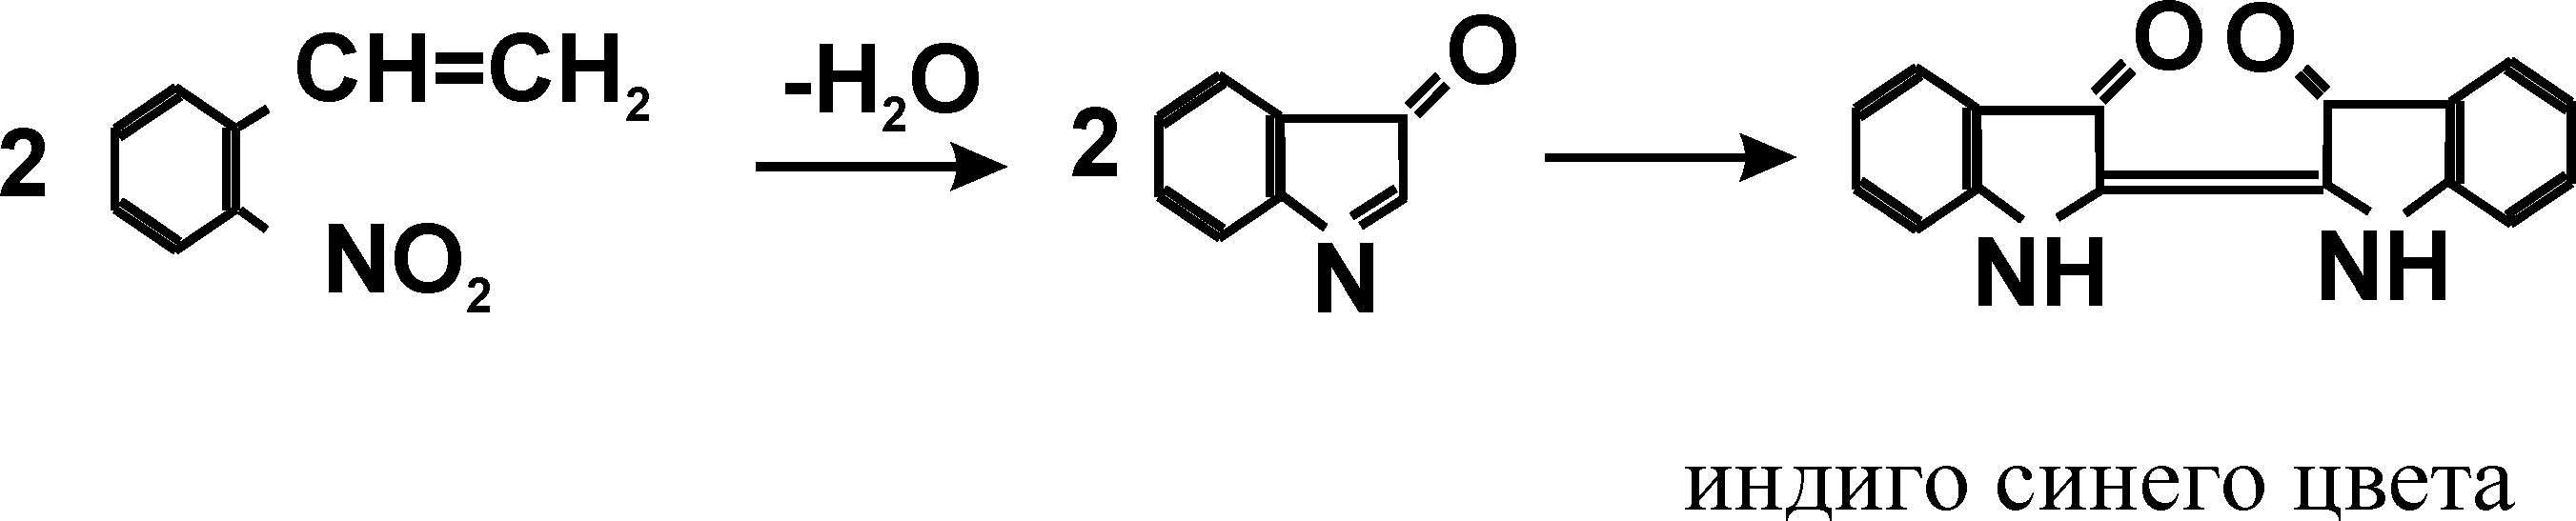 2 CH=CH₂ NO₂ -H₂O 2 O N O O NH NH
индиго синего цвета